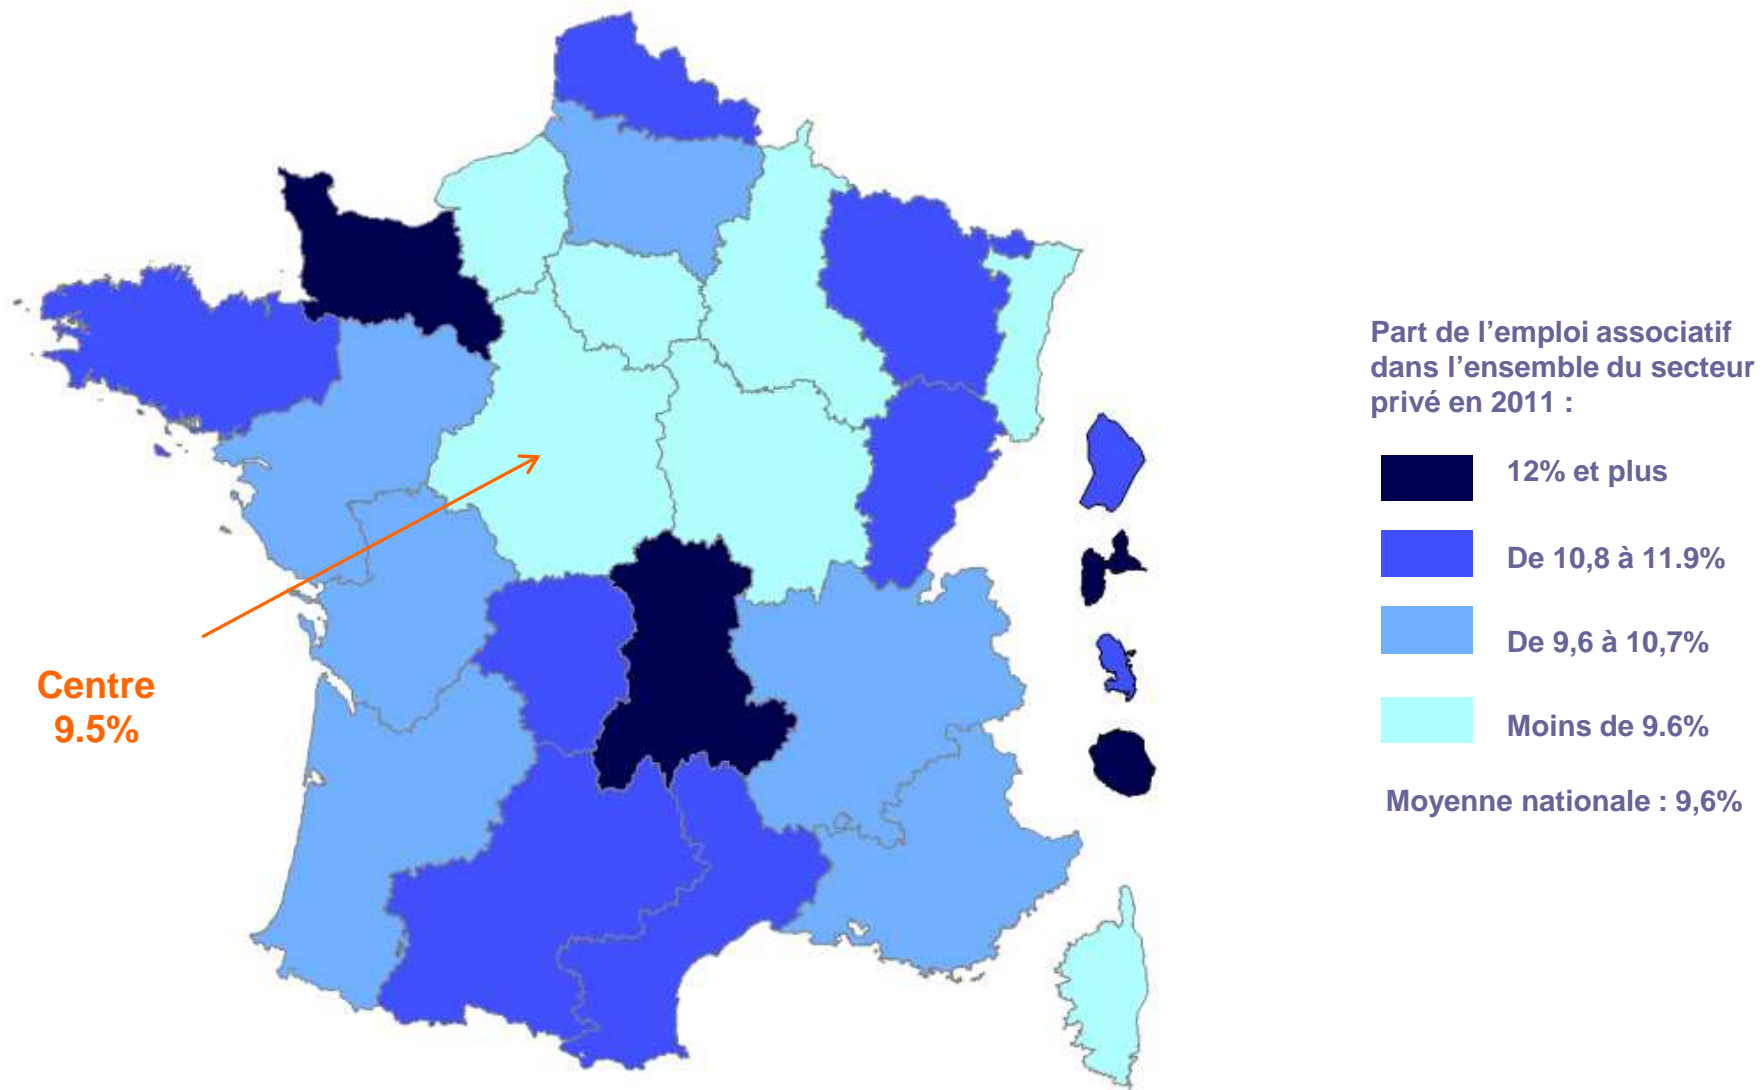 Part de l’emploi associatif
dans l’ensemble du secteur
privé en 2011 :
12% et plus
De 10,8 à 11.9%
De 9,6 à 10,7%
Moins de 9.6%
Moyenne nationale : 9,6%
Centre
9.5%